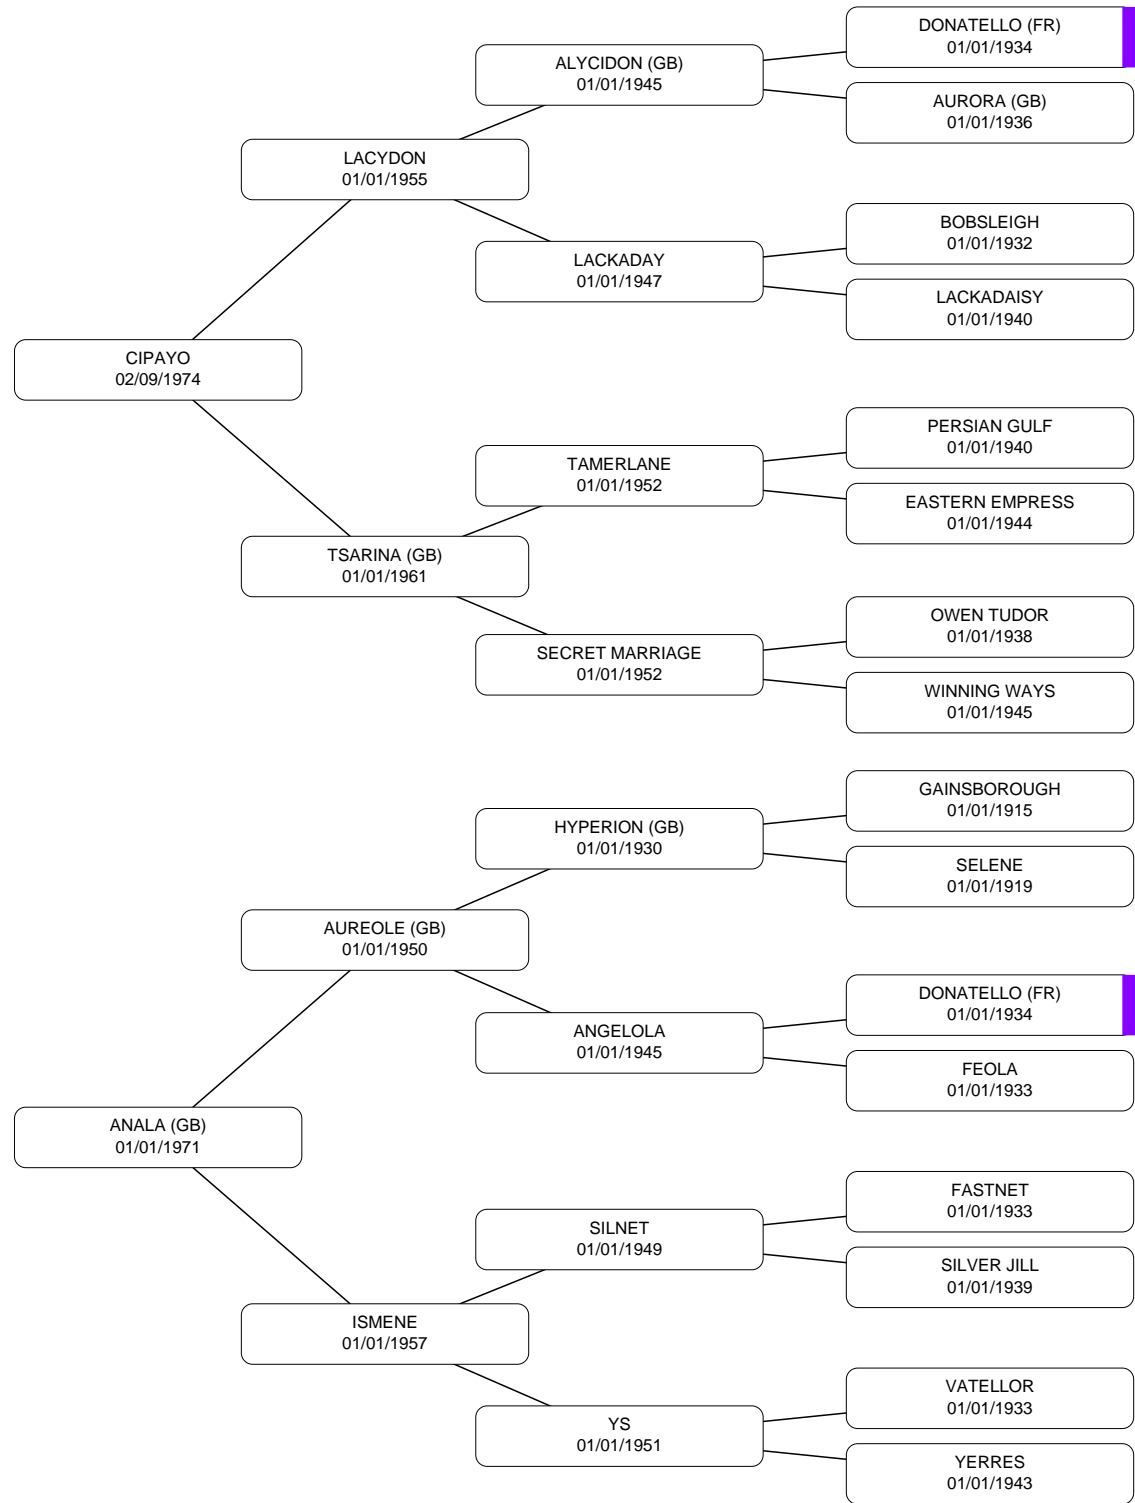 DONATELLO (FR)
01/01/1934
ALYCIDON (GB)
01/01/1945
AURORA (GB)
01/01/1936
LACYDON
01/01/1955
BOBSLEIGH
01/01/1932
LACKADAY
01/01/1947
LACKADAISY
01/01/1940
CIPAYO
02/09/1974
PERSIAN GULF
01/01/1940
TAMERLANE
01/01/1952
EASTERN EMPRESS
01/01/1944
TSARINA (GB)
01/01/1961
OWEN TUDOR
01/01/1938
SECRET MARRIAGE
01/01/1952
WINNING WAYS
01/01/1945
GAINSBOROUGH
01/01/1915
HYPERION (GB)
01/01/1930
SELENE
01/01/1919
AUREOLE (GB)
01/01/1950
DONATELLO (FR)
01/01/1934
ANGELOLA
01/01/1945
FEOLA
01/01/1933
ANALA (GB)
01/01/1971
FASTNET
01/01/1933
SILNET
01/01/1949
SILVER JILL
01/01/1939
ISMENE
01/01/1957
VATELLOR
01/01/1933
YS
01/01/1951
YERRES
01/01/1943